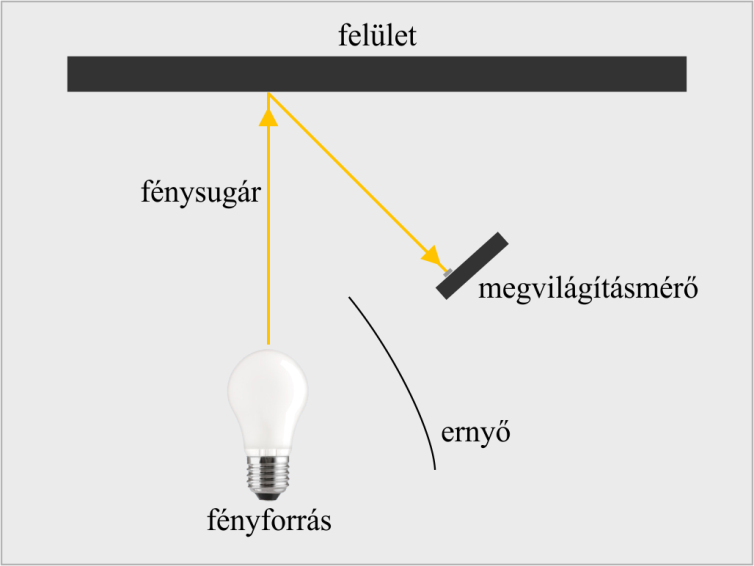 felület
fénysugár
megvilágításmérő
ernyő
fényforrás